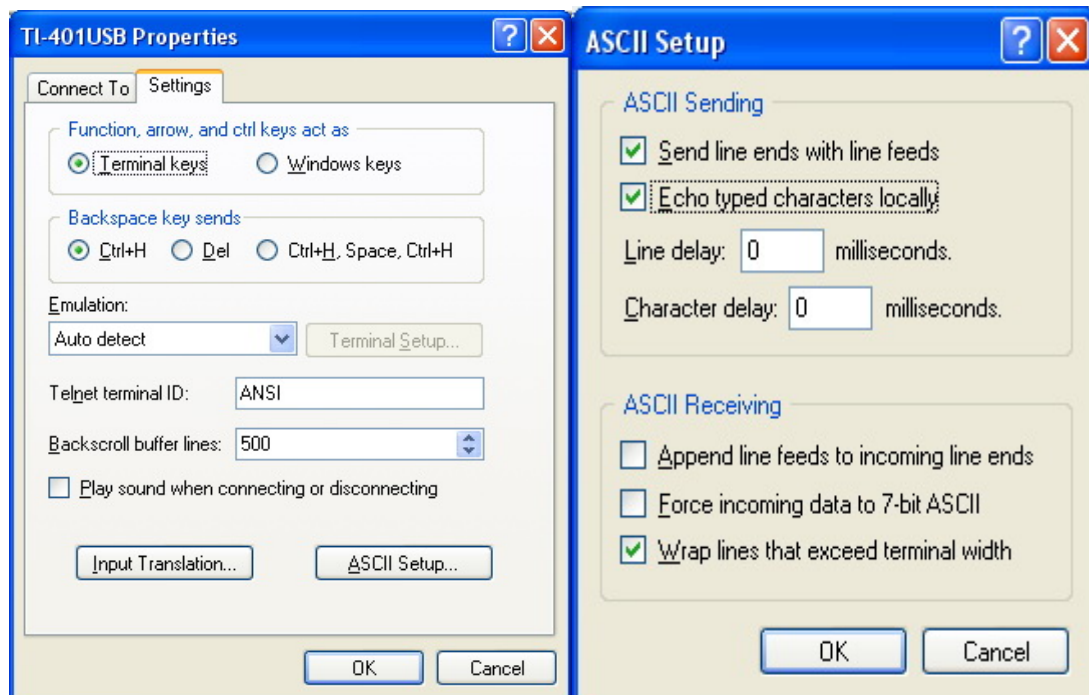 TI-401USB Properties
Connect To Settings
Function, arrow, and ctrl keys act as
Terminal keys Windows keys
Backspace key sends
Ctrl+H Del Ctrl+H, Space, Ctrl+H
Emulation:
Auto detect Terminal Setup...
Telnet terminal ID: ANSI
Backscroll buffer lines: 500
Play sound when connecting or disconnecting
Input Translation... ASCII Setup...
OK Cancel
ASCII Setup
ASCII Sending
Send line ends with line feeds
Echo typed characters locally
Line delay: 0 milliseconds.
Character delay: 0 milliseconds.
ASCII Receiving
Append line feeds to incoming line ends
Force incoming data to 7-bit ASCII
Wrap lines that exceed terminal width
OK Cancel